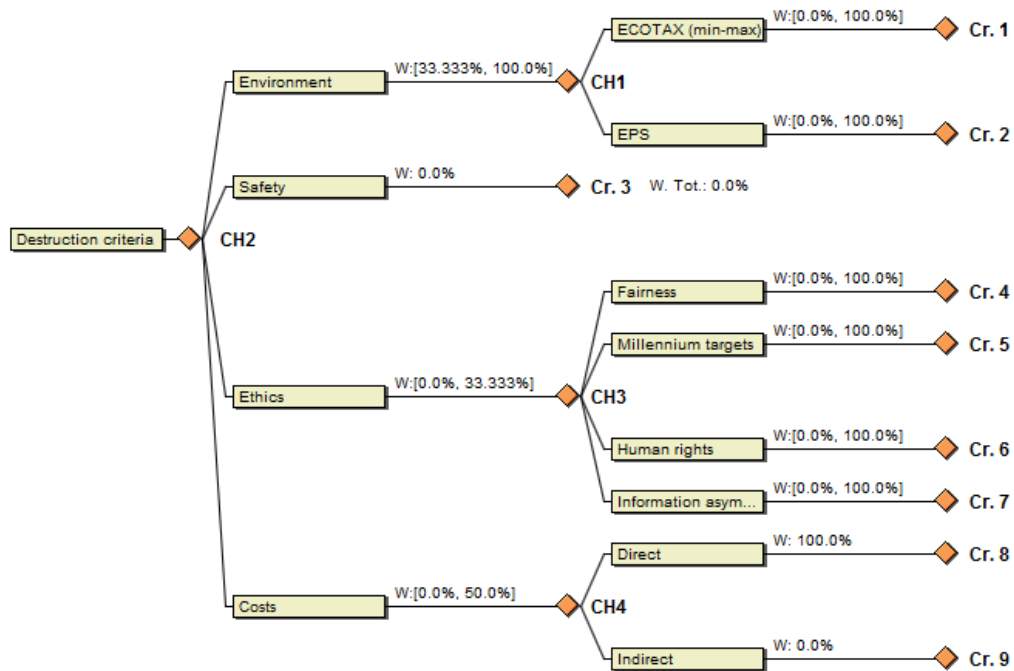 W:[0.0%, 100.0%]
ECOTAX (min-max)
Cr. 1
W:[33.333%, 100.0%]
Environment
CH1
W:[0.0%, 100.0%]
EPS
Cr. 2
W: 0.0%
Safety
Cr. 3
W. Tot.: 0.0%
Destruction criteria
CH2
W:[0.0%, 100.0%]
Fairness
Cr. 4
W:[0.0%, 100.0%]
Millennium targets
Cr. 5
W:[0.0%, 33.333%]
Ethics
CH3
W:[0.0%, 100.0%]
Human rights
Cr. 6
W:[0.0%, 100.0%]
Information asym...
Cr. 7
W: 100.0%
Direct
Cr. 8
W:[0.0%, 50.0%]
Costs
CH4
W: 0.0%
Indirect
Cr. 9